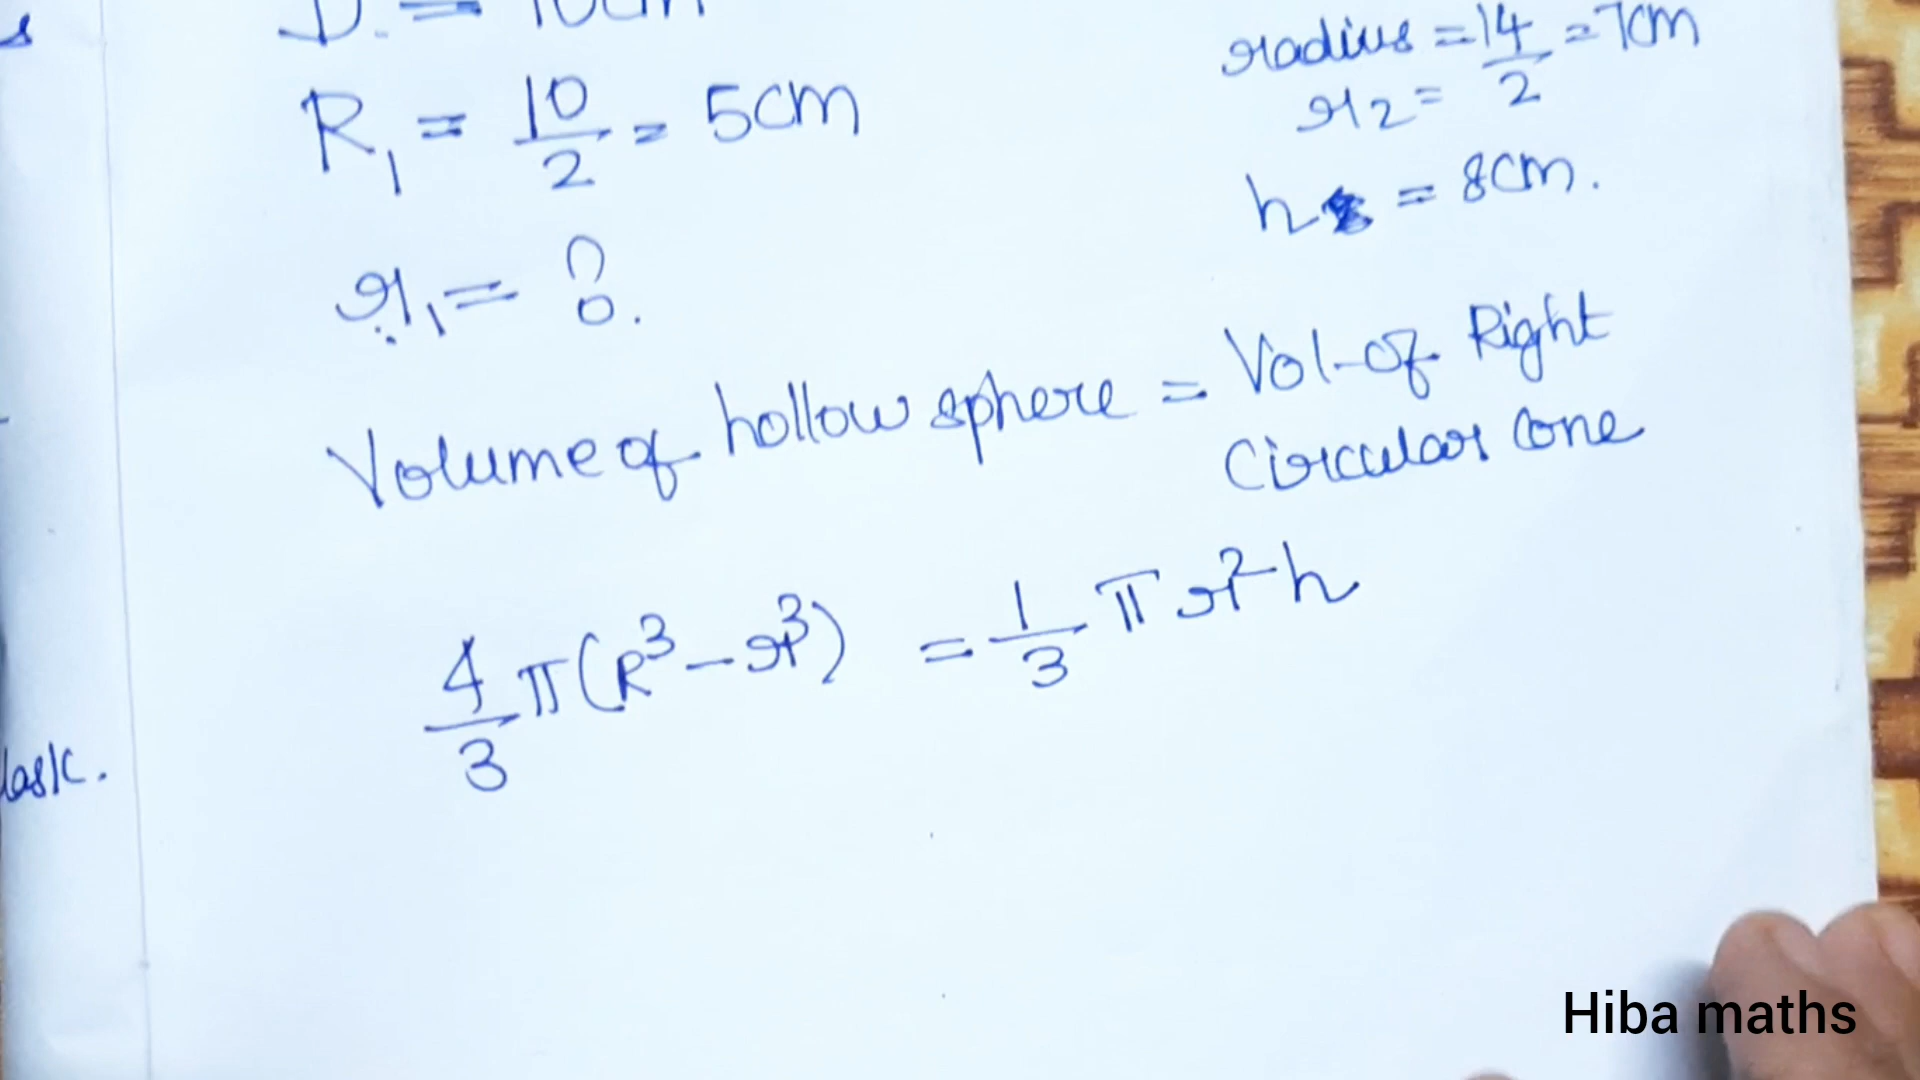 D. = 10cm
R₁ = 10/2 = 5cm
r₁ = ?
radius = 14/2 = 7cm
r₂ =
h = 8cm.
Volume of hollow sphere = Vol. of Right
Circular Cone
4/3 π(R³ - r³) = 1/3 π r² h
Hiba maths